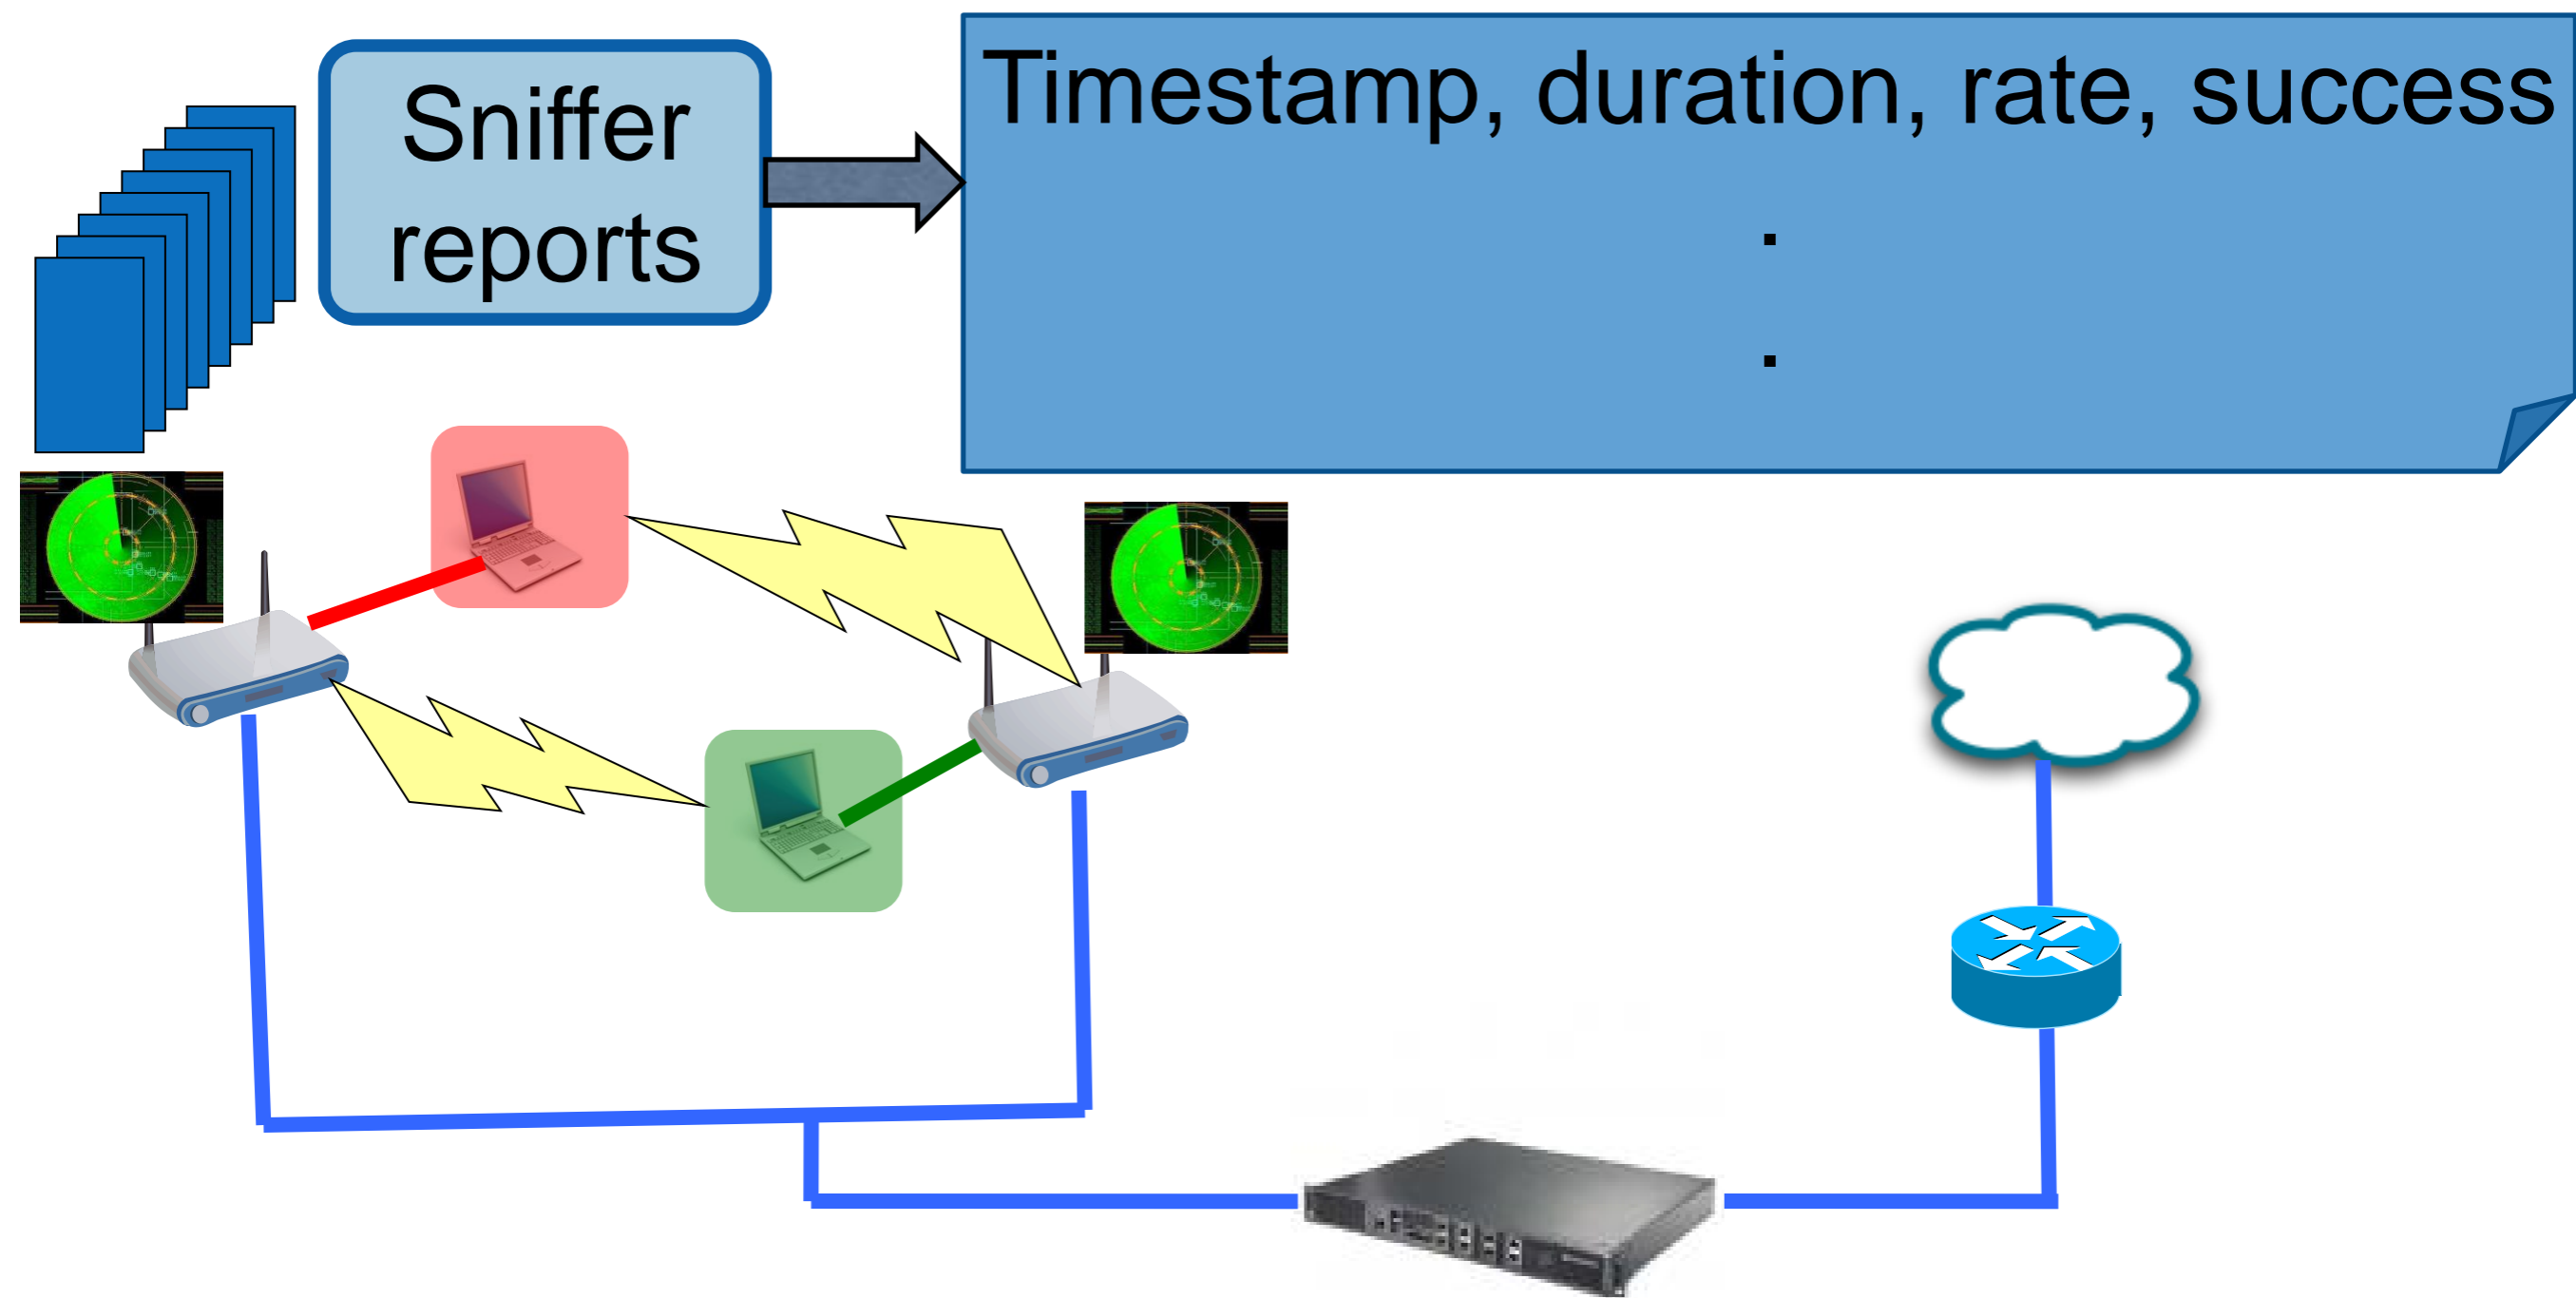 Sniffer
reports
Timestamp, duration, rate, success
.
.